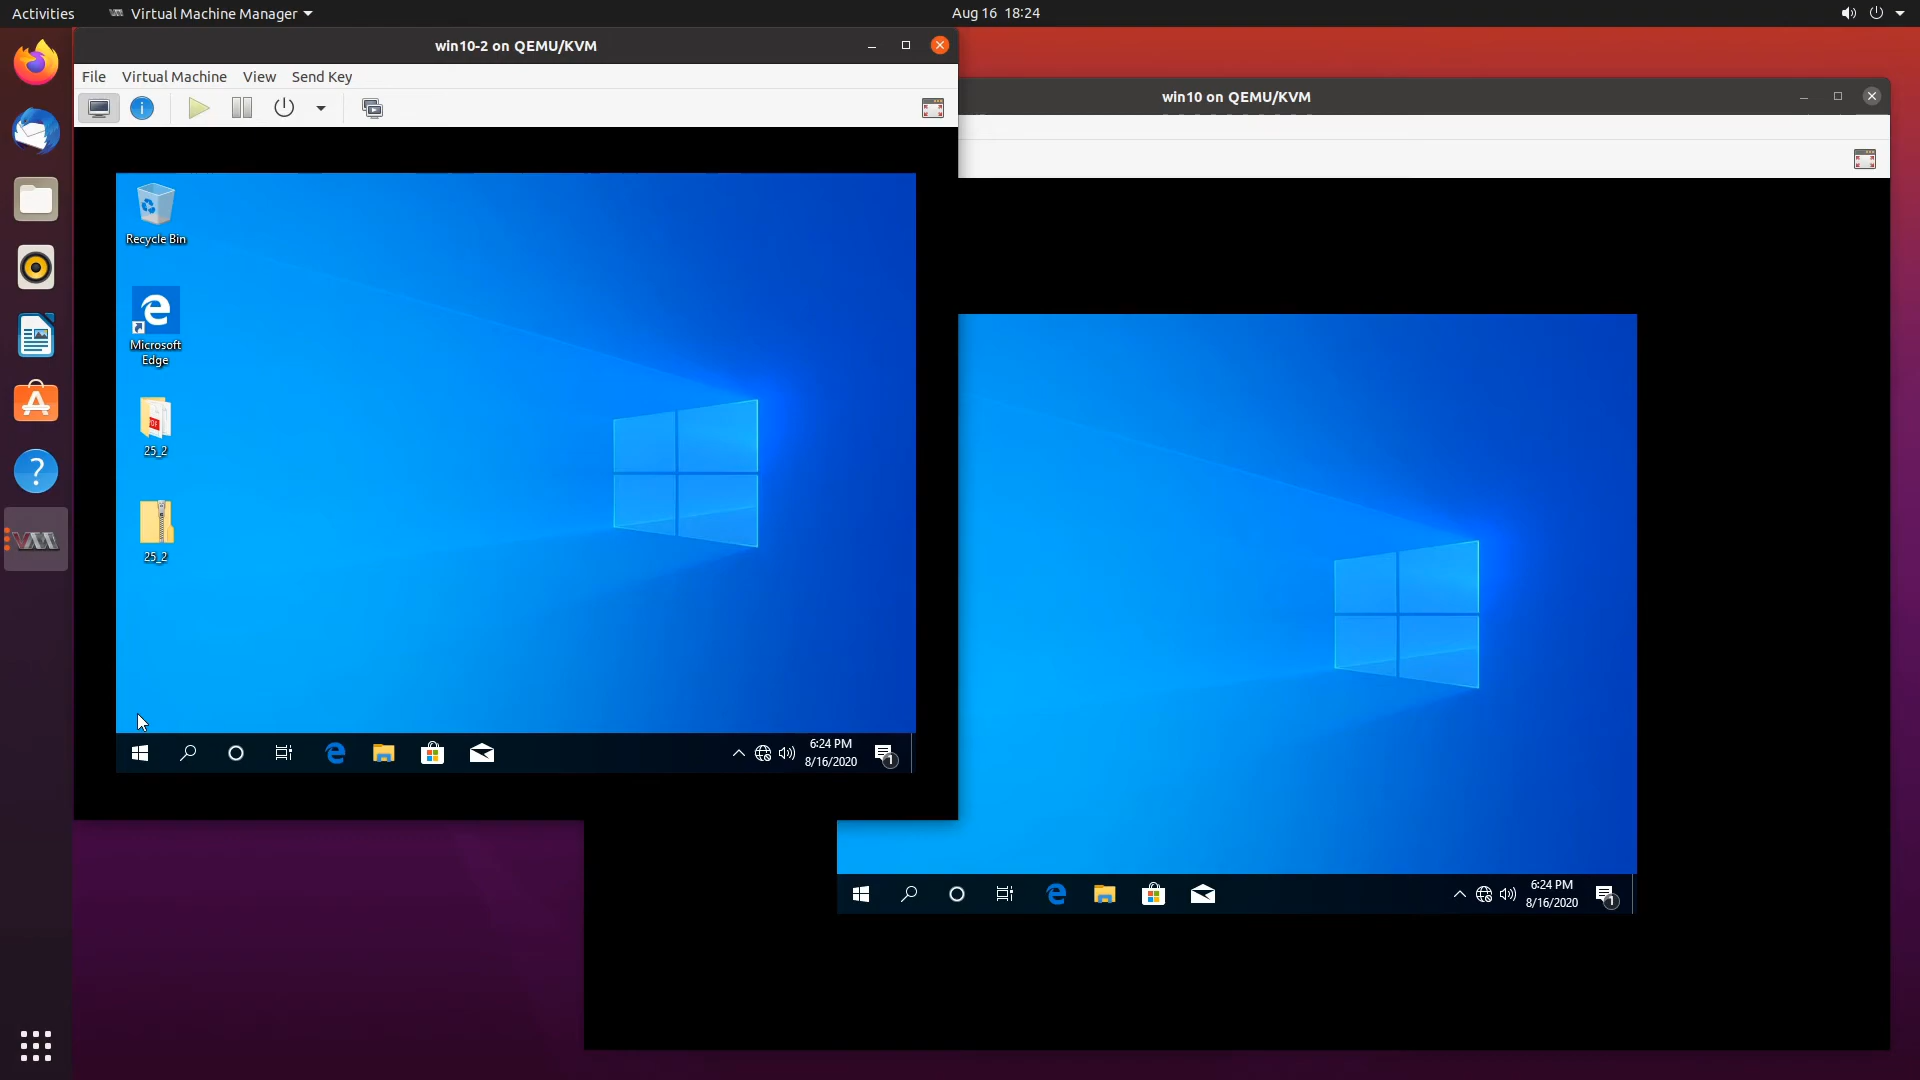 Activities
Virtual Machine Manager
Aug 16 18:24
win10-2 on QEMU/KVM
File Virtual Machine View Send Key
win10 on QEMU/KVM
Recycle Bin
Microsoft
Edge
25_2
25_2
6:24 PM
8/16/2020
1
6:24 PM
8/16/2020
1